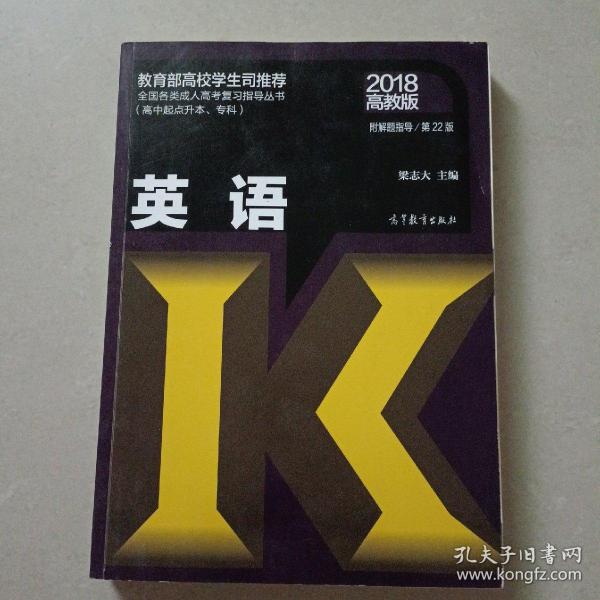 教育部高校学生司推荐
全国各类成人高考复习指导丛书
（高中起点升本、专科）
英语
2018
高教版
附解题指导/第22版
梁志大 主编
高等教育出版社
孔夫子旧书网
www.kongfz.com